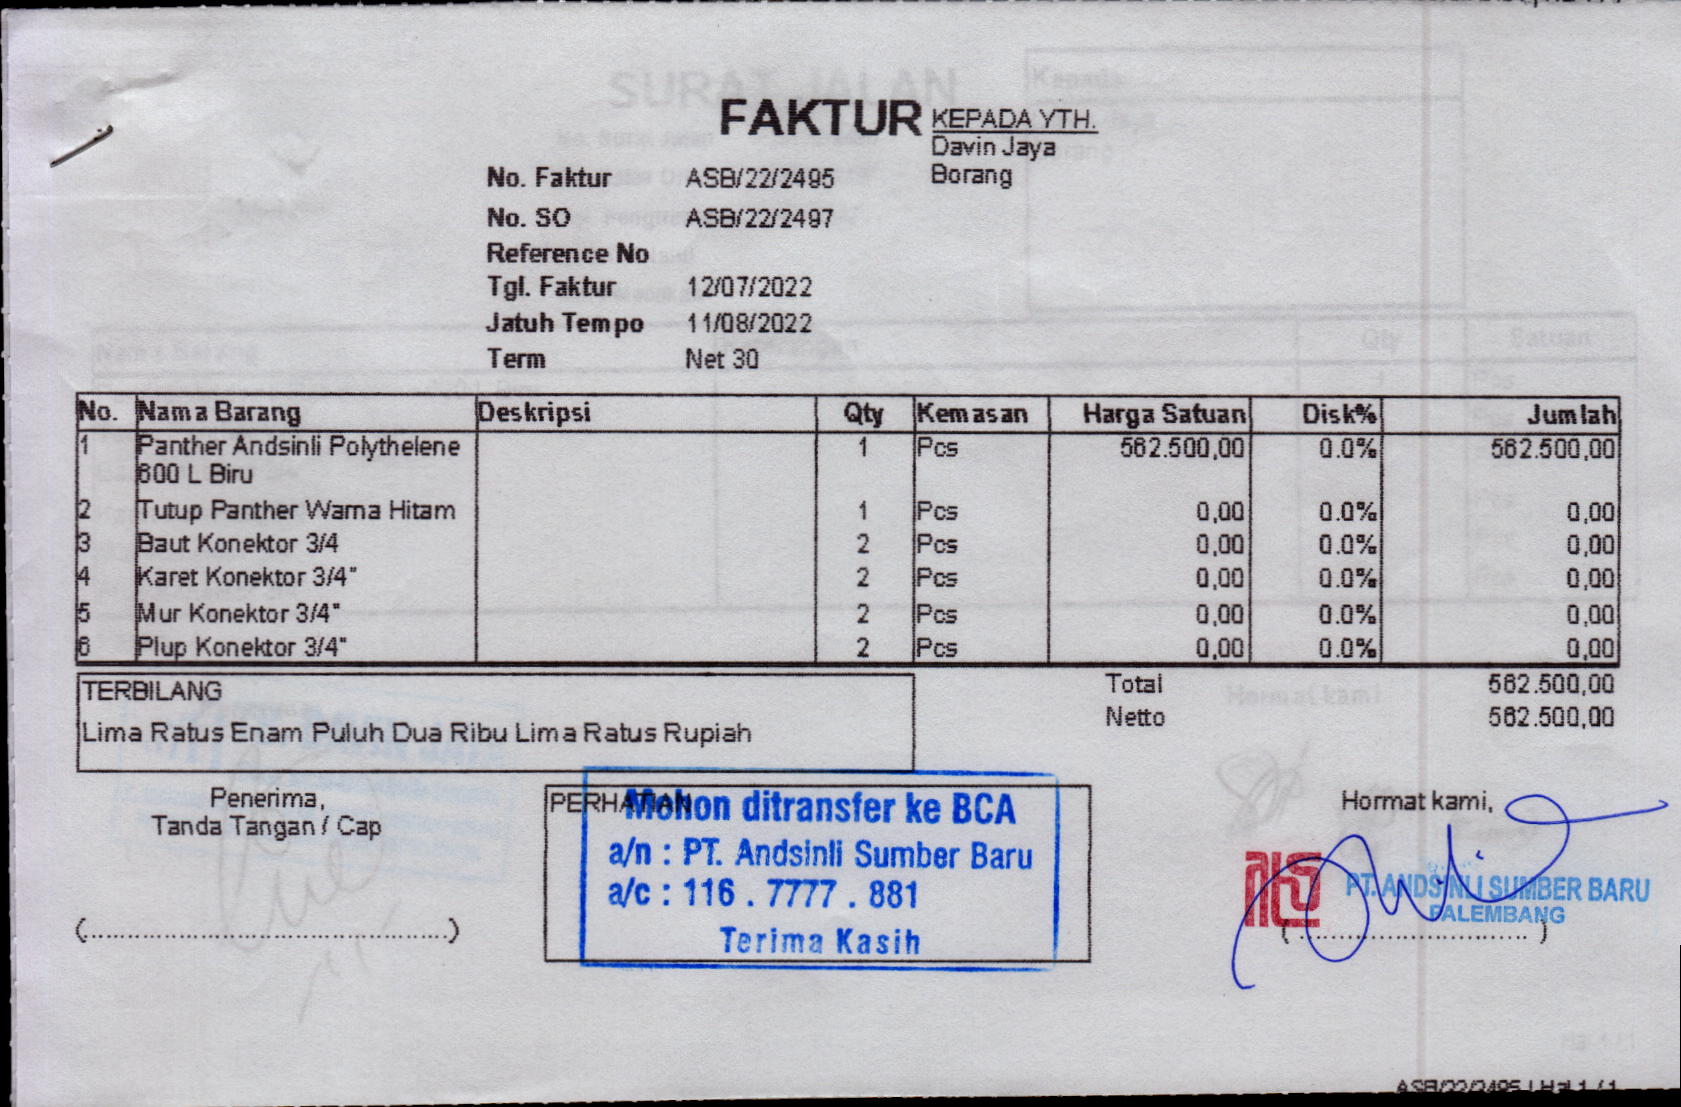 FAKTUR
KEPADA YTH.
Davin Jaya
Borang
No. Faktur ASB/22/2495
No. SO ASB/22/2497
Reference No
Tgl. Faktur 12/07/2022
Jatuh Tempo 11/08/2022
Term Net 30
No. Nama Barang Deskripsi Qty Kemasan Harga Satuan Disk% Jumlah
1 Panther Andsinli Polythelene 1 Pcs 562.500,00 0.0% 562.500,00
600 L Biru
2 Tutup Panther Warna Hitam 1 Pcs 0,00 0.0% 0,00
3 Baut Konektor 3/4 2 Pcs 0,00 0.0% 0,00
4 Karet Konektor 3/4" 2 Pcs 0,00 0.0% 0,00
5 Mur Konektor 3/4" 2 Pcs 0,00 0.0% 0,00
6 Plup Konektor 3/4" 2 Pcs 0,00 0.0% 0,00
TERBILANG
Lima Ratus Enam Puluh Dua Ribu Lima Ratus Rupiah
Total 562.500,00
Netto 562.500,00
Penerima,
Tanda Tangan / Cap
(..................................................)
PERHATIAN
Mohon ditransfer ke BCA
a/n : PT. Andsinli Sumber Baru
a/c : 116 . 7777 . 881
Terima Kasih
Hormat kami,
PT. ANDSINLI SUMBER BARU
PALEMBANG
(................................)
ASB/22/2495 | Hal 1 / 1